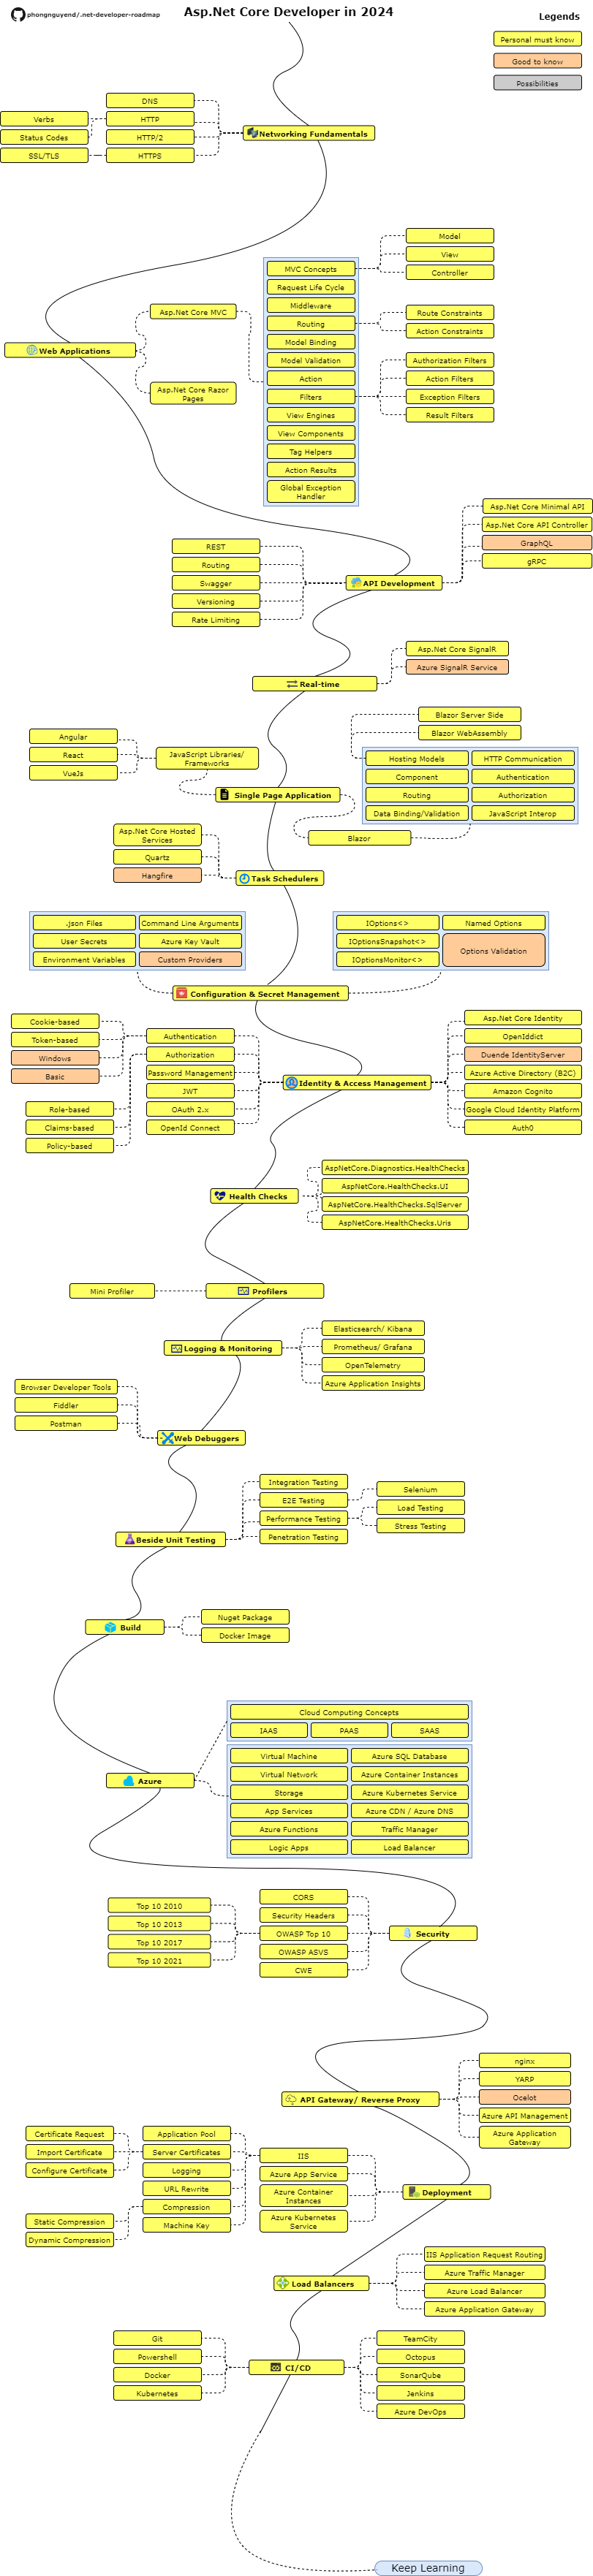 phongnguyend/.net-developer-roadmap
Asp.Net Core Developer in 2024
Legends
Personal must know
Good to know
Possibilities
DNS
HTTP
HTTP/2
HTTPS
Verbs
Status Codes
SSL/TLS
Networking Fundamentals
Model
View
Controller
MVC Concepts
Request Life Cycle
Middleware
Routing
Model Binding
Model Validation
Action
Filters
View Engines
View Components
Tag Helpers
Action Results
Global Exception
Handler
Route Constraints
Action Constraints
Authorization Filters
Action Filters
Exception Filters
Result Filters
Asp.Net Core MVC
Web Applications
Asp.Net Core Razor
Pages
Asp.Net Core Minimal API
Asp.Net Core API Controller
GraphQL
gRPC
REST
Routing
Swagger
Versioning
Rate Limiting
API Development
Asp.Net Core SignalR
Azure SignalR Service
Real-time
Blazor Server Side
Blazor WebAssembly
Angular
React
VueJs
JavaScript Libraries/
Frameworks
Hosting Models
HTTP Communication
Component
Authentication
Routing
Authorization
Data Binding/Validation
JavaScript Interop
Single Page Application
Blazor
Asp.Net Core Hosted
Services
Quartz
Hangfire
Task Schedulers
.json Files
Command Line Arguments
User Secrets
Azure Key Vault
Environment Variables
Custom Providers
IOptions<>
Named Options
IOptionsSnapshot<>
Options Validation
IOptionsMonitor<>
Configuration & Secret Management
Cookie-based
Token-based
Windows
Basic
Role-based
Claims-based
Policy-based
Authentication
Authorization
Password Management
JWT
OAuth 2.x
OpenId Connect
Identity & Access Management
Asp.Net Core Identity
OpenIddict
Duende IdentityServer
Azure Active Directory (B2C)
Amazon Cognito
Google Cloud Identity Platform
Auth0
Health Checks
AspNetCore.Diagnostics.HealthChecks
AspNetCore.HealthChecks.UI
AspNetCore.HealthChecks.SqlServer
AspNetCore.HealthChecks.Uris
Mini Profiler
Profilers
Logging & Monitoring
Elasticsearch/ Kibana
Prometheus/ Grafana
OpenTelemetry
Azure Application Insights
Browser Developer Tools
Fiddler
Postman
Web Debuggers
Integration Testing
E2E Testing
Performance Testing
Penetration Testing
Selenium
Load Testing
Stress Testing
Beside Unit Testing
Build
Nuget Package
Docker Image
Cloud Computing Concepts
IAAS
PAAS
SAAS
Virtual Machine
Azure SQL Database
Virtual Network
Azure Container Instances
Storage
Azure Kubernetes Service
App Services
Azure CDN / Azure DNS
Azure Functions
Traffic Manager
Logic Apps
Load Balancer
Azure
Top 10 2010
Top 10 2013
Top 10 2017
Top 10 2021
CORS
Security Headers
OWASP Top 10
OWASP ASVS
CWE
Security
nginx
YARP
Ocelot
Azure API Management
Azure Application
Gateway
API Gateway/ Reverse Proxy
Certificate Request
Import Certificate
Configure Certificate
Static Compression
Dynamic Compression
Application Pool
Server Certificates
Logging
URL Rewrite
Compression
Machine Key
IIS
Azure App Service
Azure Container
Instances
Azure Kubernetes
Service
Deployment
Load Balancers
IIS Application Request Routing
Azure Traffic Manager
Azure Load Balancer
Azure Application Gateway
Git
Powershell
Docker
Kubernetes
CI/CD
TeamCity
Octopus
SonarQube
Jenkins
Azure DevOps
Keep Learning